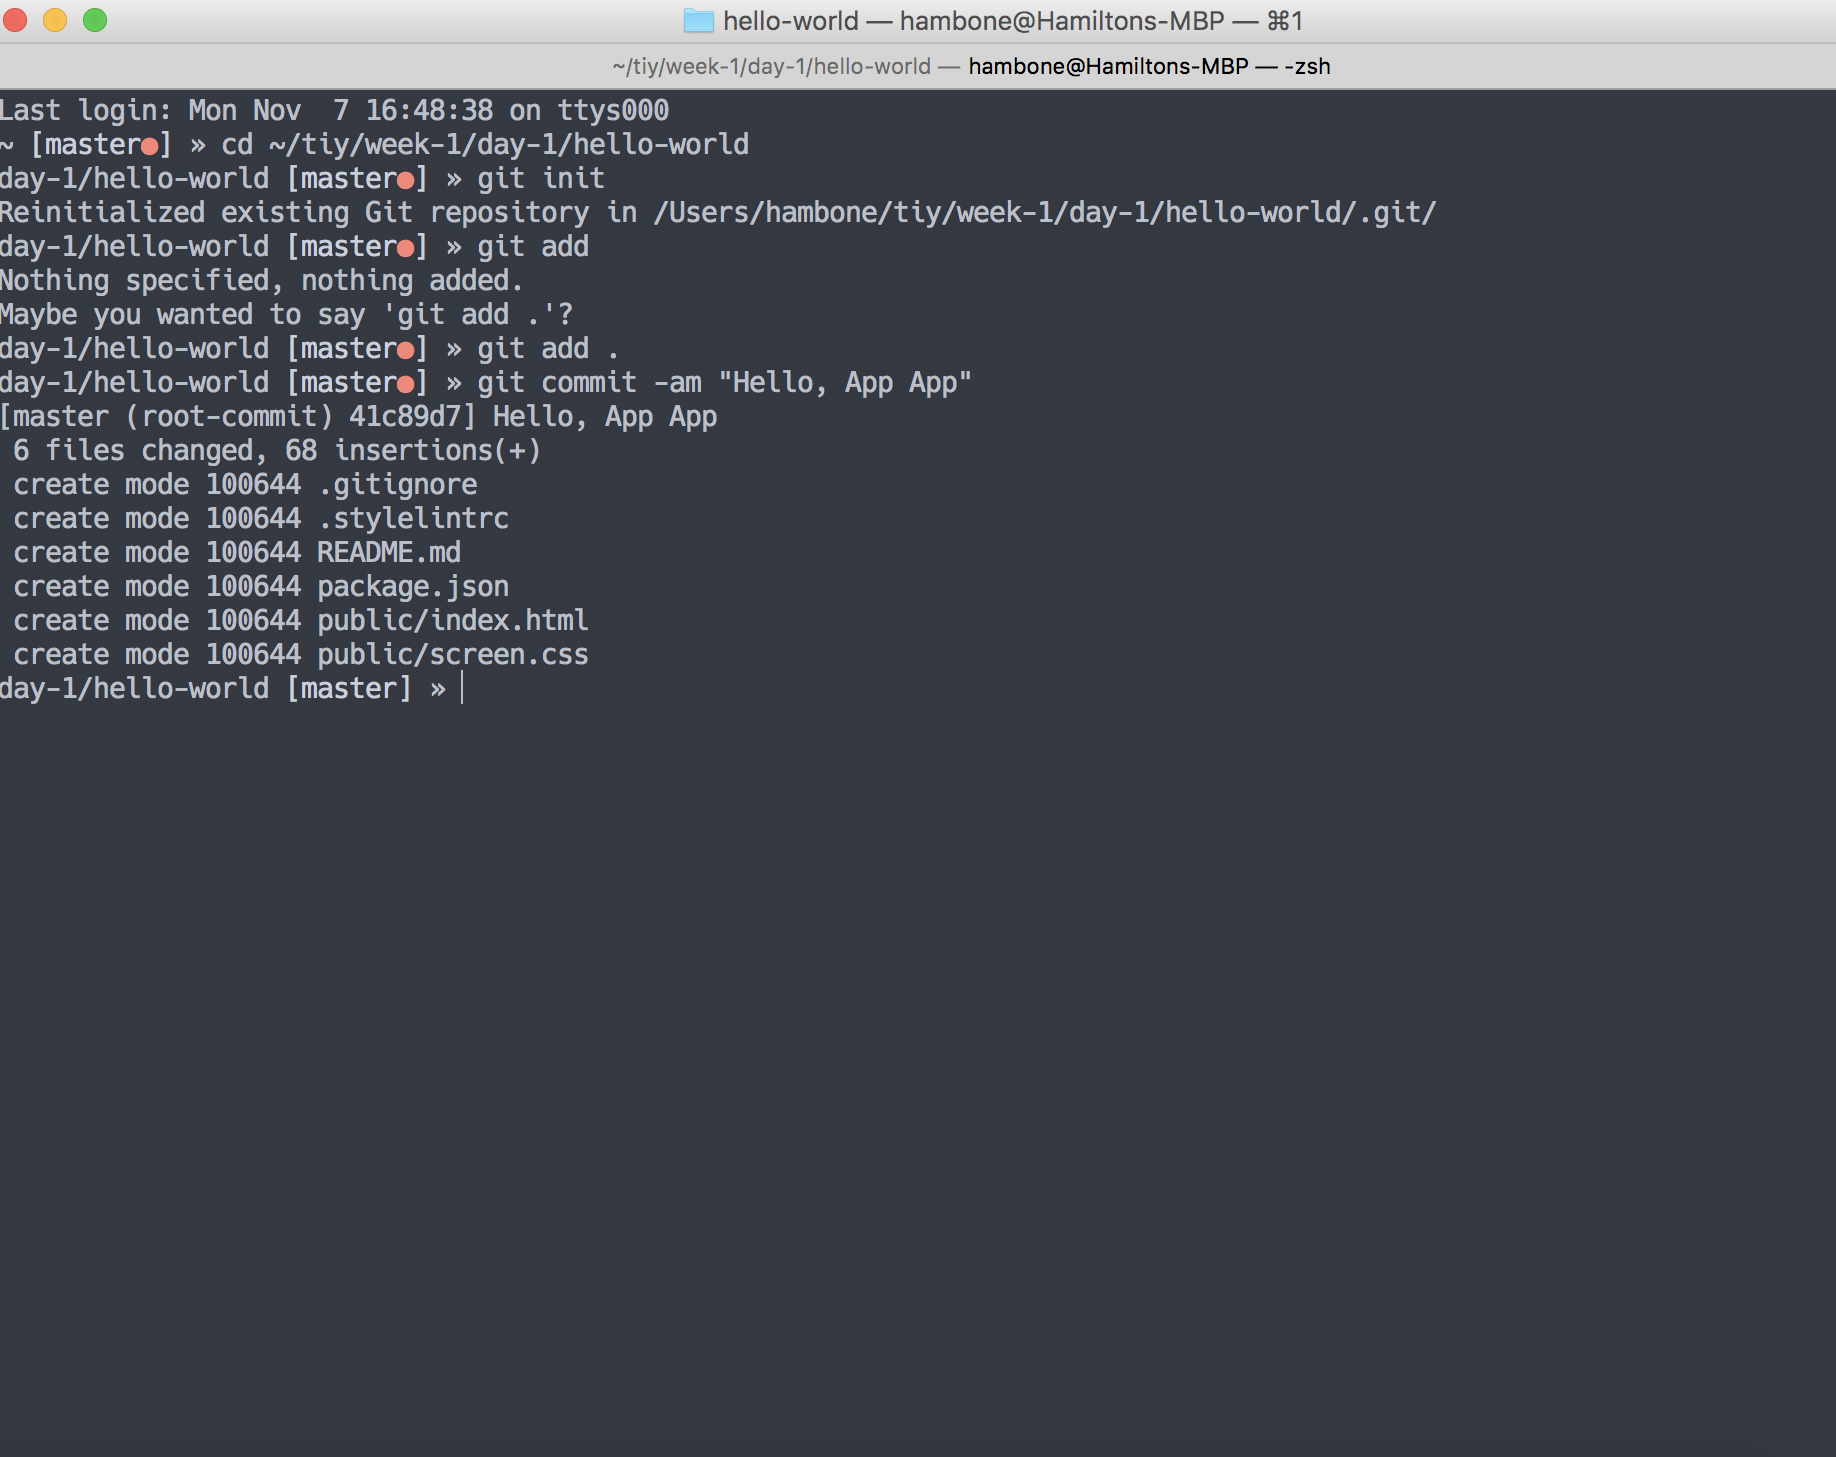 hello-world — hambone@Hamiltons-MBP — ⌘1
~/tiy/week-1/day-1/hello-world — hambone@Hamiltons-MBP — -zsh
Last login: Mon Nov  7 16:48:38 on ttys000
~ [master●] » cd ~/tiy/week-1/day-1/hello-world
day-1/hello-world [master●] » git init
Reinitialized existing Git repository in /Users/hambone/tiy/week-1/day-1/hello-world/.git/
day-1/hello-world [master●] » git add
Nothing specified, nothing added.
Maybe you wanted to say 'git add .'?
day-1/hello-world [master●] » git add .
day-1/hello-world [master●] » git commit -am "Hello, App App"
[master (root-commit) 41c89d7] Hello, App App
 6 files changed, 68 insertions(+)
 create mode 100644 .gitignore
 create mode 100644 .stylelintrc
 create mode 100644 README.md
 create mode 100644 package.json
 create mode 100644 public/index.html
 create mode 100644 public/screen.css
day-1/hello-world [master] »